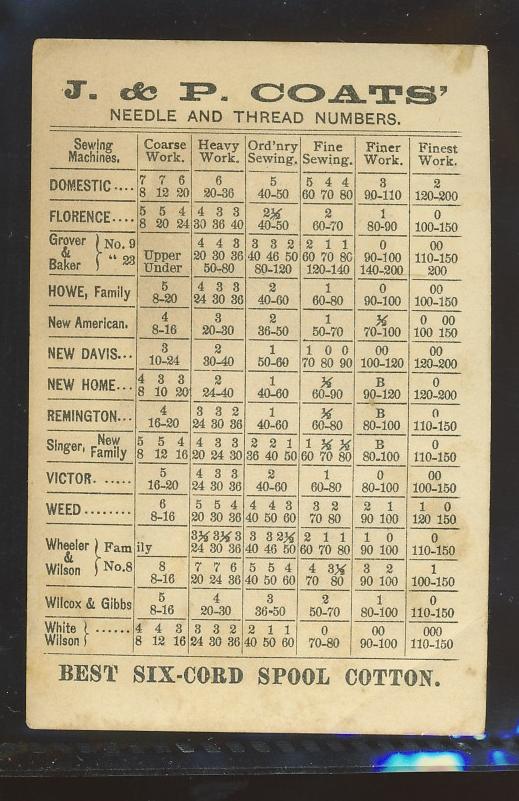 J. & P. COATS'
NEEDLE AND THREAD NUMBERS.
Sewing Machines. Coarse Work. Heavy Work. Ord'nry Sewing. Fine Sewing. Finer Work. Finest Work.
DOMESTIC .... 7 7 6 6 5 5 4 4 3 2
8 12 20 20-36 40-50 60 70 80 90-110 120-200
FLORENCE .... 5 5 4 4 3 3 2½ 2 1 0
8 20 24 30 36 40 40-50 60-70 80-90 100-150
Grover & Baker } No. 9 4 4 3 3 3 2 2 1 1 0 00
Upper 20 30 36 40 46 50 60 70 80 90-100 110-150
" 23 Under 50-80 80-120 120-140 140-200 200
HOWE, Family 5 4 3 3 2 1 0 00
8-20 24 30 36 40-60 60-80 90-100 100-150
New American. 4 3 2 1 ½ 0 00
8-16 20-30 36-50 50-70 70-100 100 150
NEW DAVIS... 3 2 1 1 0 0 00 00
10-24 30-40 50-60 70 80 90 100-120 120-200
NEW HOME... 4 3 3 2 1 ½ B 0
8 10 20 24-40 40-60 60-90 90-120 120-200
REMINGTON... 4 3 3 2 1 ½ B 0
16-20 24 30 36 40-60 60-80 80-100 110-150
Singer, New Family 5 5 4 4 3 3 2 2 1 1 ½ ½ B 0
8 12 16 20 24 30 36 40 50 60 70 80 80-100 110-150
VICTOR. ..... 5 4 3 3 2 1 0 00
16-20 24 30 36 40-60 60-80 80-100 100-150
WEED ........ 6 5 5 4 4 4 3 3 2 2 1 1 0
8-16 20 30 36 40 50 60 70 80 90 100 120 150
Wheeler & Wilson } Family 3½ 3½ 3 3 3 2½ 2 1 1 1 0 0
24 30 36 40 46 50 60 70 80 90 100 110-150
No.8 8 7 7 6 5 5 4 4 3½ 3 2 1
8-16 20 24 36 40 50 60 70 80 90 100 100-150
Wilcox & Gibbs 5 4 3 2 1 0
8-16 20-30 36-50 50-70 80-100 110-150
White Wilson } ...... 4 4 3 3 3 2 2 1 1 0 00 000
8 12 16 24 30 36 40 50 60 70-80 90-100 110-150
BEST SIX-CORD SPOOL COTTON.